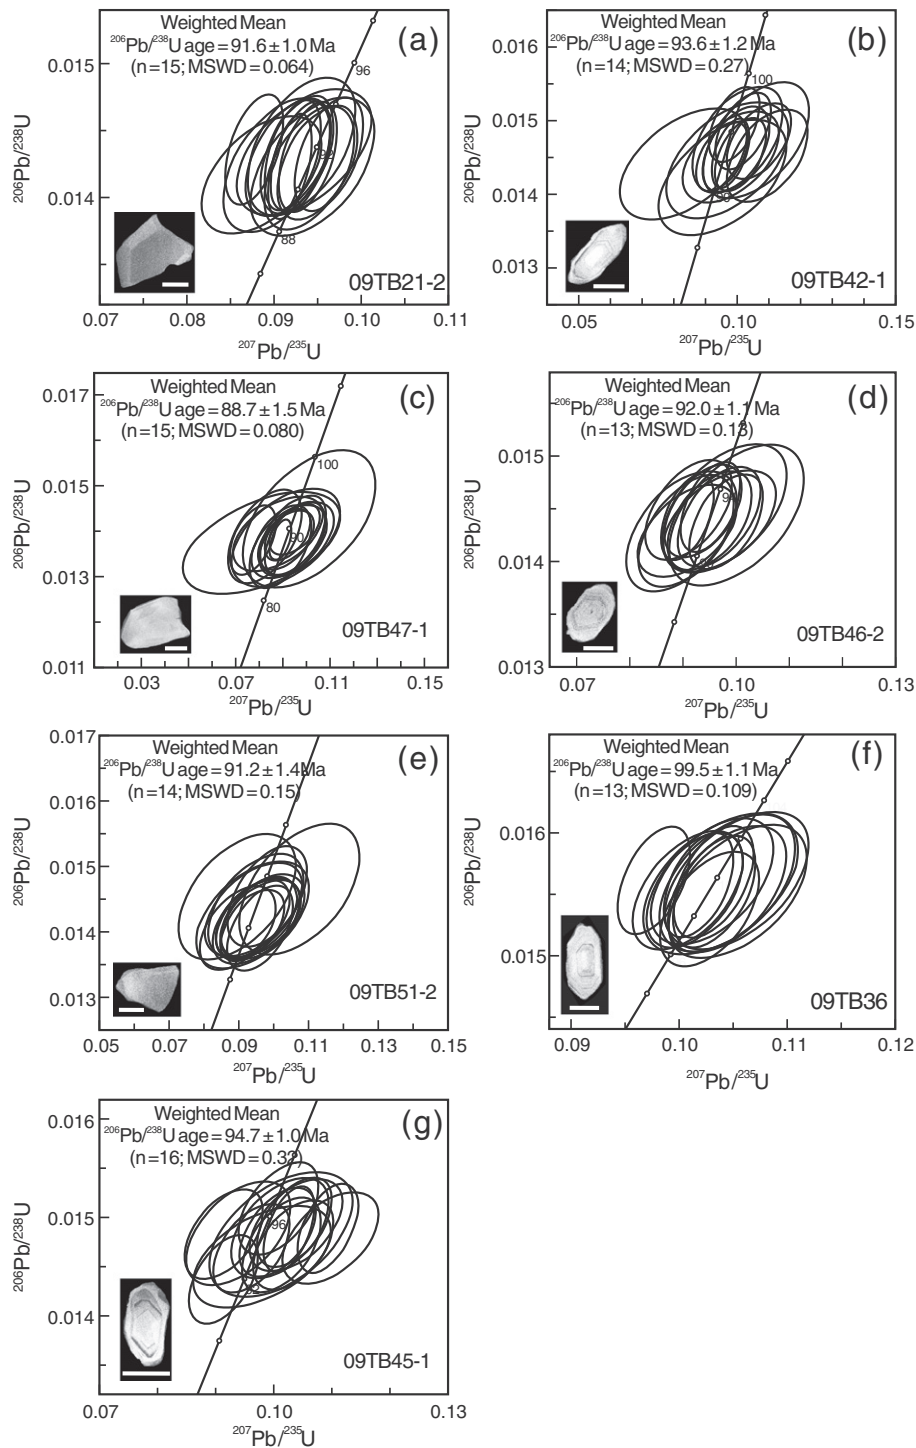 Weighted Mean
206Pb/238U age = 91.6 ± 1.0 Ma
(n=15; MSWD = 0.064)
(a)
96
92
88
0.015
0.014
206Pb/238U
09TB21-2
0.07 0.08 0.09 0.10 0.11
207Pb/235U
Weighted Mean
206Pb/238U age = 93.6 ± 1.2 Ma
(n=14; MSWD = 0.27)
(b)
100
90
0.016
0.015
0.014
0.013
206Pb/238U
09TB42-1
0.05 0.10 0.15
207Pb/235U
Weighted Mean
206Pb/238U age = 88.7 ± 1.5 Ma
(n=15; MSWD = 0.080)
(c)
100
90
80
0.017
0.015
0.013
0.011
206Pb/238U
09TB47-1
0.03 0.07 0.11 0.15
207Pb/235U
Weighted Mean
206Pb/238U age = 92.0 ± 1.1 Ma
(n=13; MSWD = 0.13)
(d)
0.015
0.014
0.013
206Pb/238U
09TB46-2
0.07 0.10 0.13
207Pb/235U
Weighted Mean
206Pb/238U age = 91.2 ± 1.4 Ma
(n=14; MSWD = 0.15)
(e)
0.017
0.016
0.015
0.014
0.013
206Pb/238U
09TB51-2
0.05 0.07 0.09 0.11 0.13 0.15
207Pb/235U
Weighted Mean
206Pb/238U age = 99.5 ± 1.1 Ma
(n=13; MSWD = 0.109)
(f)
0.016
0.015
206Pb/238U
09TB36
0.09 0.10 0.11 0.12
207Pb/235U
Weighted Mean
206Pb/238U age = 94.7 ± 1.0 Ma
(n=16; MSWD = 0.32)
(g)
96
92
0.016
0.015
0.014
206Pb/238U
09TB45-1
0.07 0.10 0.13
207Pb/235U